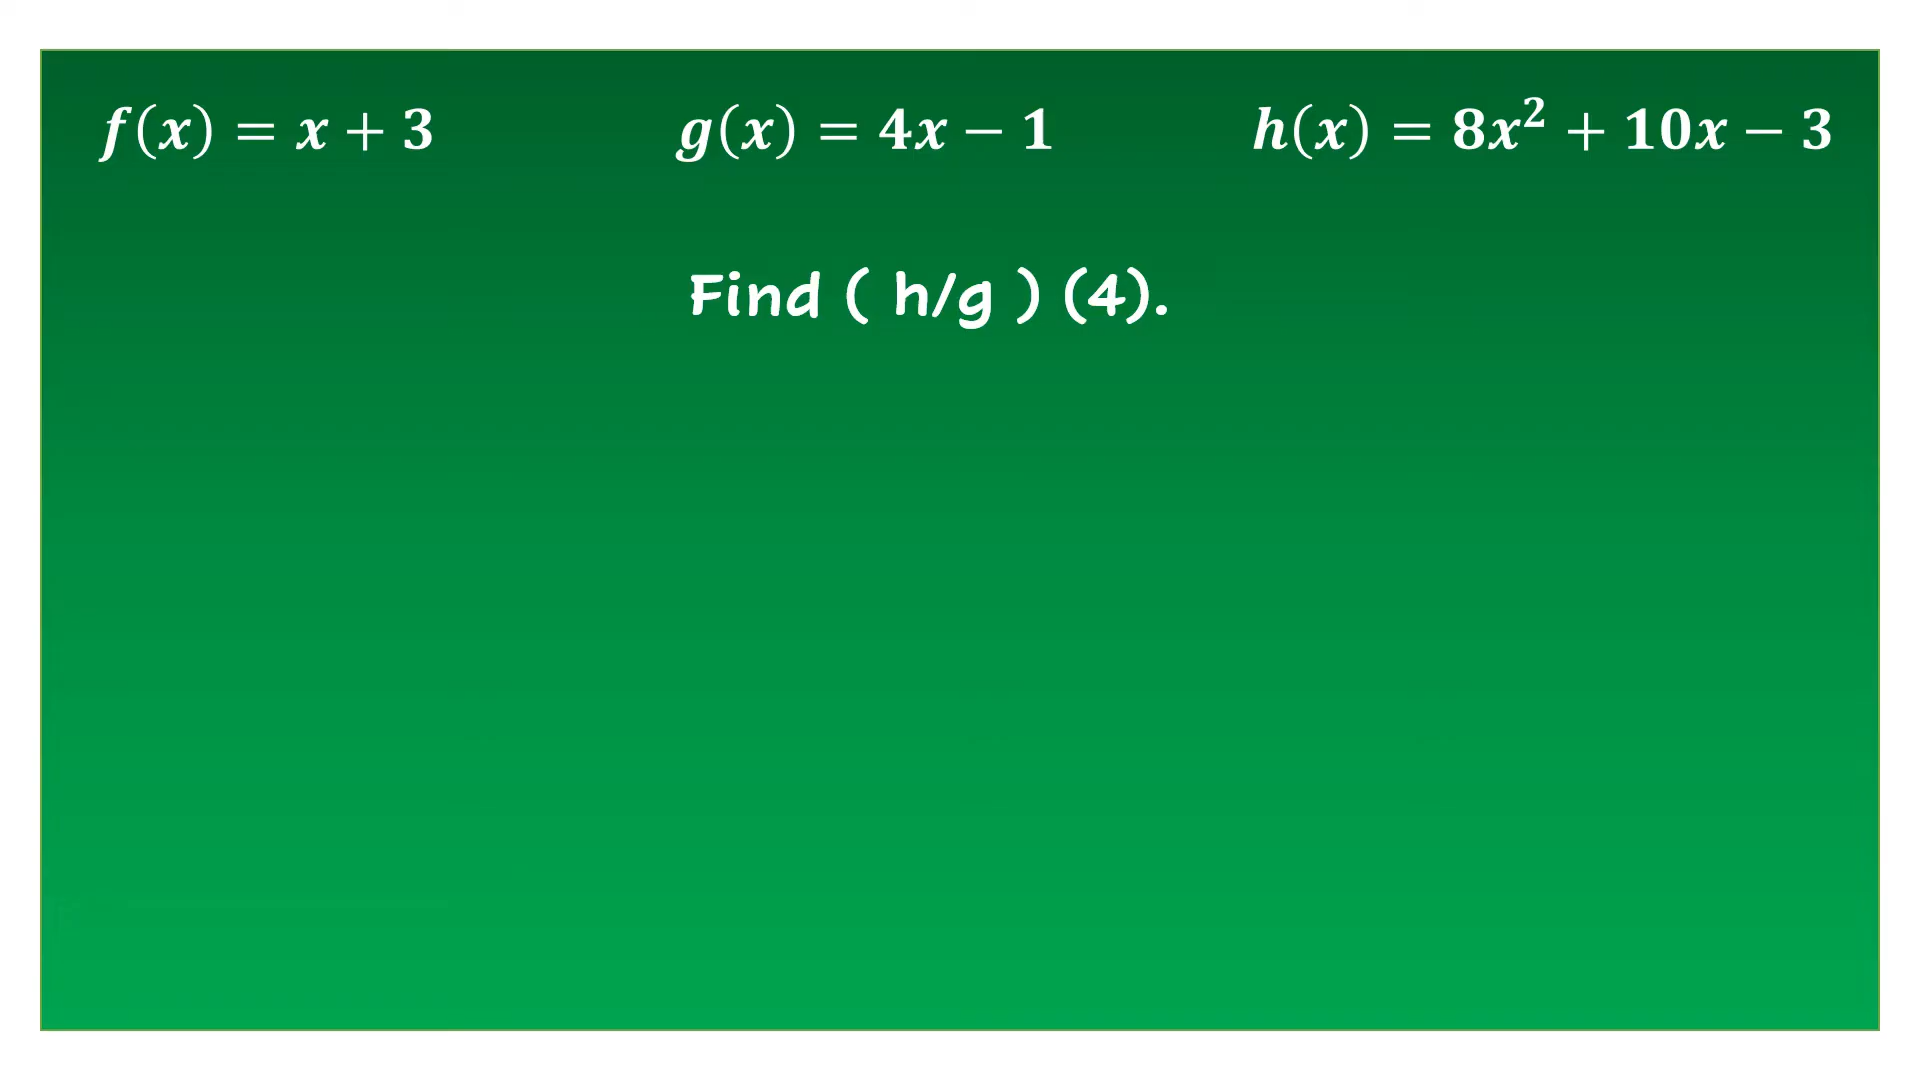 f(x) = x + 3 g(x) = 4x − 1 h(x) = 8x² + 10x − 3
Find ( h/g ) (4).